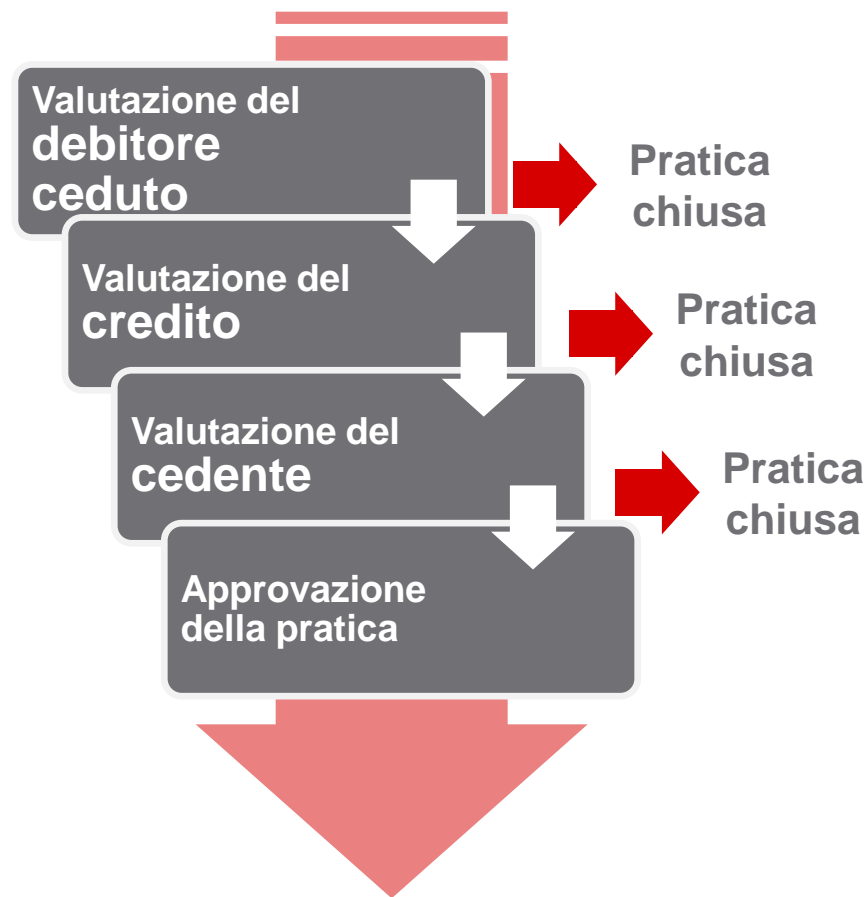 Valutazione del
debitore
ceduto
Pratica
chiusa
Valutazione del
credito
Pratica
chiusa
Valutazione del
cedente
Pratica
chiusa
Approvazione
della pratica